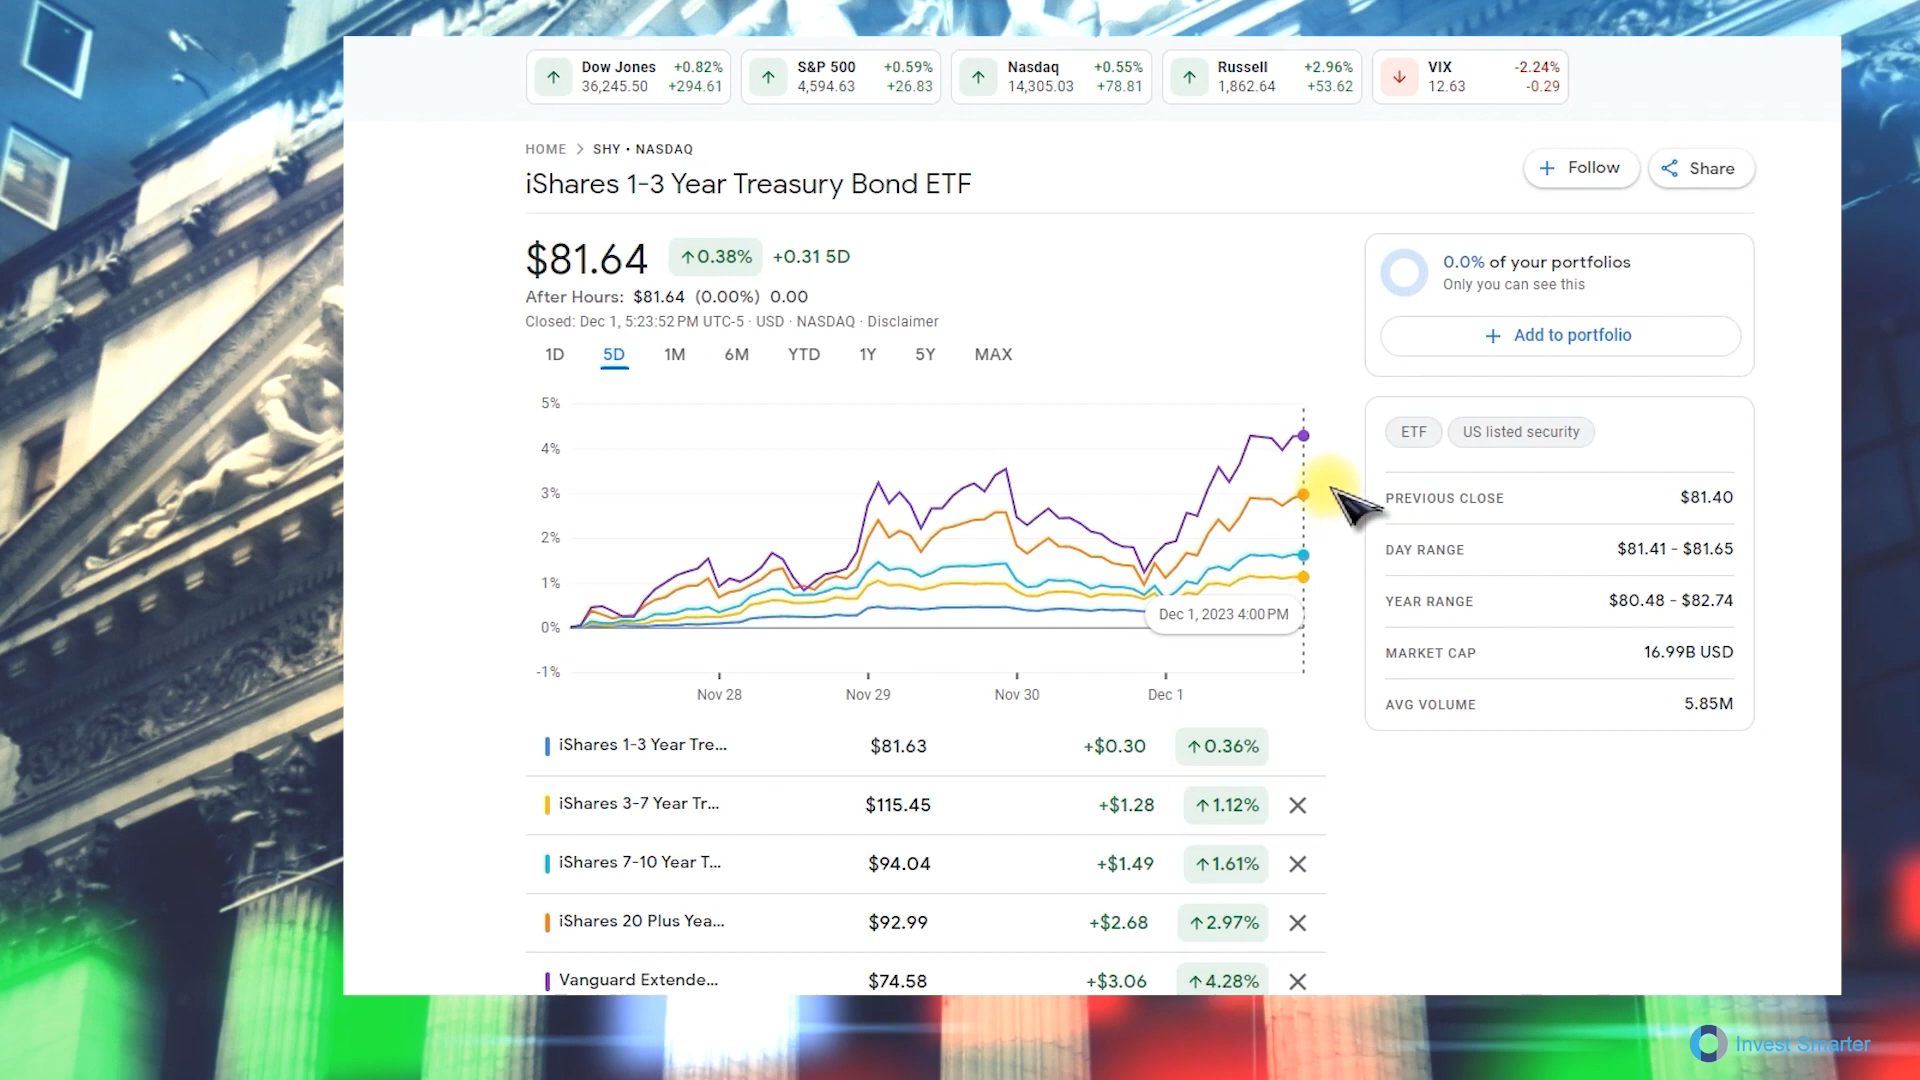 Dow Jones +0.82%
36,245.50 +294.61
S&P 500 +0.59%
4,594.63 +26.83
Nasdaq +0.55%
14,305.03 +78.81
Russell +2.96%
1,862.64 +53.62
VIX -2.24%
12.63 -0.29
HOME > SHY • NASDAQ
iShares 1-3 Year Treasury Bond ETF
+ Follow
Share
$81.64 ↑0.38% +0.31 5D
After Hours: $81.64 (0.00%) 0.00
Closed: Dec 1, 5:23:52 PM UTC-5 · USD · NASDAQ · Disclaimer
1D 5D 1M 6M YTD 1Y 5Y MAX
5%
4%
3%
2%
1%
0%
-1%
Dec 1, 2023 4:00 PM
Nov 28 Nov 29 Nov 30 Dec 1
iShares 1-3 Year Tre... $81.63 +$0.30 ↑0.36%
iShares 3-7 Year Tr... $115.45 +$1.28 ↑1.12%
iShares 7-10 Year T... $94.04 +$1.49 ↑1.61%
iShares 20 Plus Yea... $92.99 +$2.68 ↑2.97%
Vanguard Extende... $74.58 +$3.06 ↑4.28%
0.0% of your portfolios
Only you can see this
+ Add to portfolio
ETF US listed security
PREVIOUS CLOSE $81.40
DAY RANGE $81.41 - $81.65
YEAR RANGE $80.48 - $82.74
MARKET CAP 16.99B USD
AVG VOLUME 5.85M
Invest Smarter